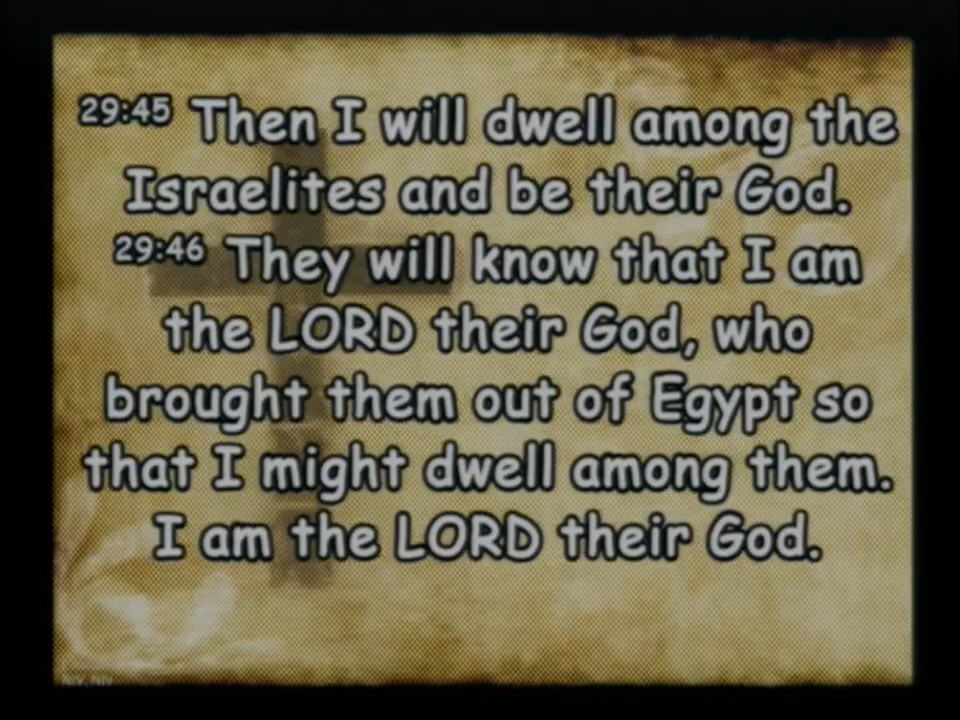 29:45 Then I will dwell among the
Israelites and be their God.
29:46 They will know that I am
the LORD their God, who
brought them out of Egypt so
that I might dwell among them.
I am the LORD their God.
NIV, NIV